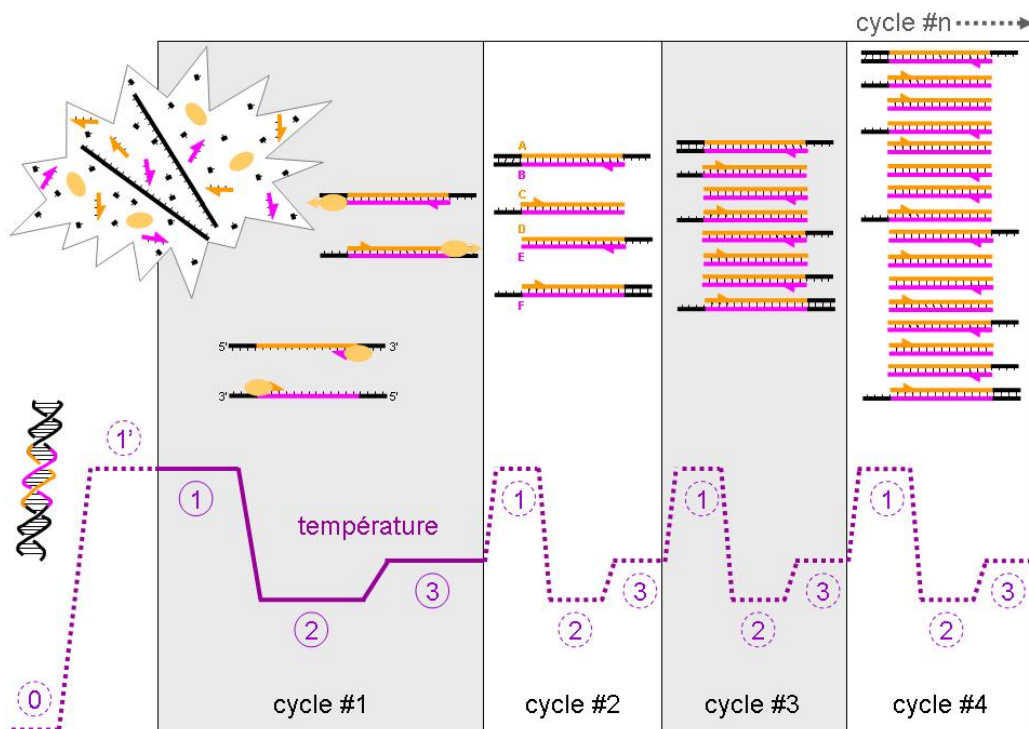 cycle #n
A
B
C
D
E
F
5' 3'
3' 5'
1'
1
température
3
2
0
1
2
3
1
2
3
1
2
3
cycle #1
cycle #2
cycle #3
cycle #4